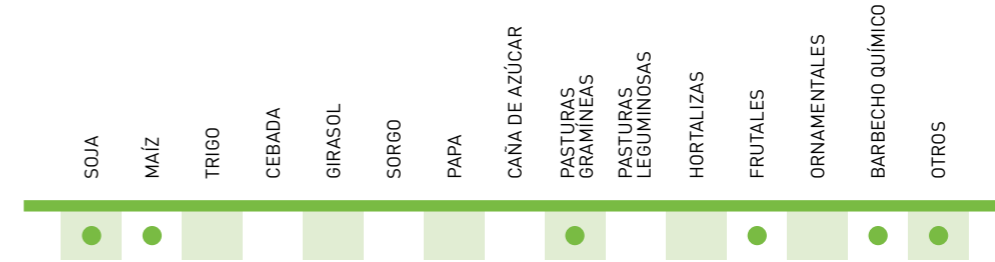 SOJA
MAÍZ
TRIGO
CEBADA
GIRASOL
SORGO
PAPA
CAÑA DE AZÚCAR
PASTURAS
GRAMÍNEAS
PASTURAS
LEGUMINOSAS
HORTALIZAS
FRUTALES
ORNAMENTALES
BARBECHO QUÍMICO
OTROS